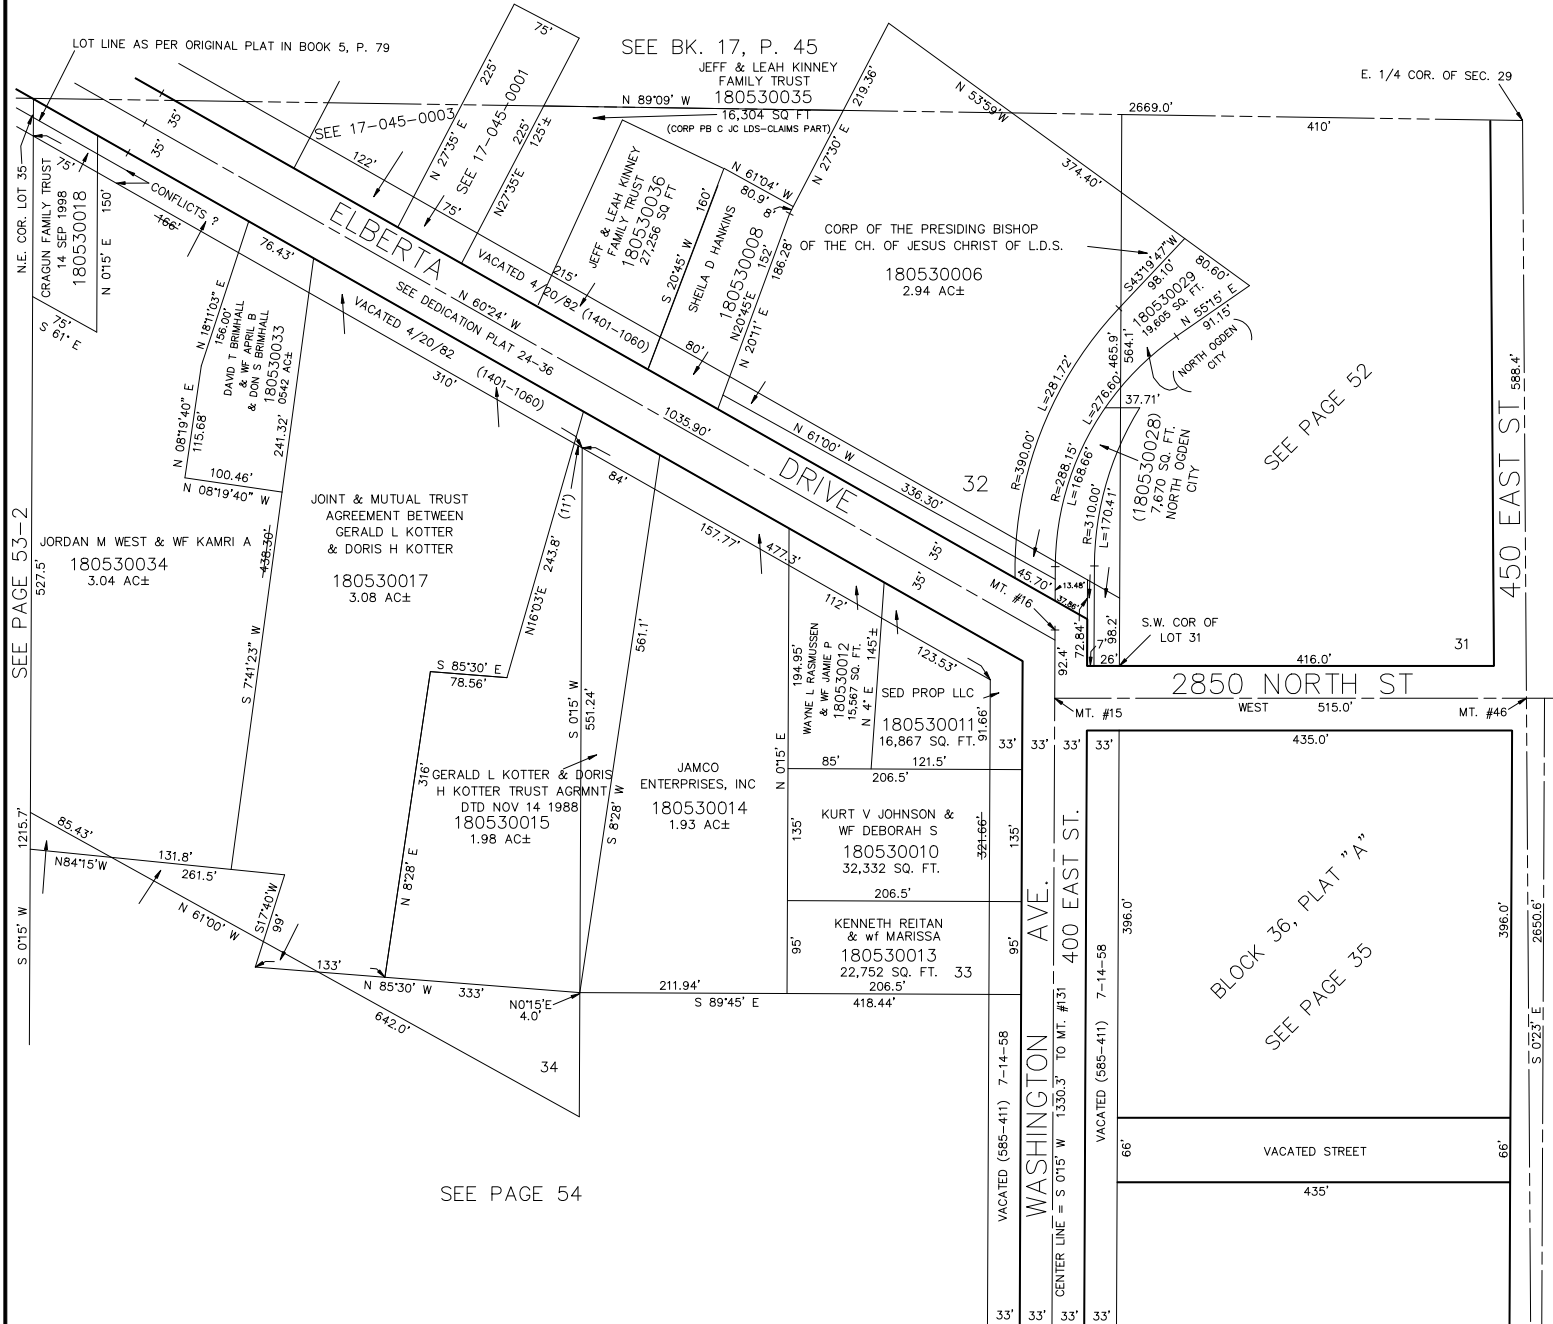 LOT LINE AS PER ORIGINAL PLAT IN BOOK 5, P. 79
SEE BK. 17, P. 45
JEFF & LEAH KINNEY
FAMILY TRUST
180530035
16,304 SQ FT
(CORP PB C JC LDS-CLAIMS PART)
N 89°09' W
2669.0'
E. 1/4 COR. OF SEC. 29
410'
75'
225'
SEE 17-045-0001
N 27°35' E
225'
125'±
N27°35'E
SEE 17-045-0003
122'
75'
35'
35'
N.E. COR. LOT 35
75'
CRAGUN FAMILY TRUST
14 SEP 1998
180530018
150'
N 0°15' E
75'
S 61° E
CONFLICTS ?
166'
76.43'
ELBERTA
DRIVE
SEE DEDICATION PLAT 24-36
N 60°24' W
VACATED 4/20/82 (1401-1060)
215'
80'
VACATED 4/20/82
(1401-1060)
310'
JEFF & LEAH KINNEY
FAMILY TRUST
180530036
27,256 SQ FT
S 20°45' W
160'
N 61°04' W
80.9'
8'
SHEILA D HANKINS
180530008
N20°45'E
152'
N 20°11' E
186.28'
219.36'
N 27°30' E
N 53°59'W
374.40'
CORP OF THE PRESIDING BISHOP
OF THE CH. OF JESUS CHRIST OF L.D.S.
180530006
2.94 AC±
S43°19'47"W
98.10'
180530029
19,605 SQ. FT.
80.60'
N 55°15' E
91.15'
(NORTH OGDEN
CITY)
465.9'
564.1'
L=281.72'
R=390.00'
L=276.60'
37.71'
R=288.15'
L=168.66'
R=310.00'
L=170.41'
(180530028)
7,670 SQ. FT.
NORTH OGDEN
CITY
SEE PAGE 52
588.4'
450 EAST ST
32
1035.90'
N 61°00' W
336.30'
35'
35'
45.70'
13.48'
37.86'
MT. #16
72.84'
7'
98.2'
26'
92.4'
S.W. COR OF
LOT 31
31
416.0'
2850 NORTH ST
WEST
515.0'
MT. #15
MT. #46
N 18°11'03" E
156.00'
DAVID T BRIMHALL
& WF APRIL B
& DON S BRIMHALL
180530033
0542 AC±
241.32'
N 08°19'40" E
115.68'
100.46'
N 08°19'40" W
438.30'
SEE PAGE 53-2
527.5'
JORDAN M WEST & WF KAMRI A
180530034
3.04 AC±
S 7°41'23" W
JOINT & MUTUAL TRUST
AGREEMENT BETWEEN
GERALD L KOTTER
& DORIS H KOTTER
180530017
3.08 AC±
(11')
243.8'
N16°03'E
84'
157.77'
477.3'
112'
123.53'
561.1'
S 85°30' E
78.56'
S 0°15' W
551.24'
316'
N 8°28' E
S 8°28' W
GERALD L KOTTER & DORIS
H KOTTER TRUST AGRMNT
DTD NOV 14 1988
180530015
1.98 AC±
JAMCO
ENTERPRISES, INC
180530014
1.93 AC±
N 0°15' E
194.95'
WAYNE L RASMUSSEN
& WF JAMIE P
180530012
15,567 SQ. FT.
N 4° E
145'±
SED PROP LLC
180530011
16,867 SQ. FT.
91.66'
85'
121.5'
206.5'
KURT V JOHNSON &
WF DEBORAH S
180530010
32,332 SQ. FT.
135'
321.66'
135'
206.5'
KENNETH REITAN
& wf MARISSA
180530013
22,752 SQ. FT.
33
95'
95'
206.5'
418.44'
211.94'
S 89°45' E
33'
33'
33'
33'
1215.7'
S 0°15' W
85.43'
N84°15'W
131.8'
261.5'
N 61°00' W
S17°40'W
99'
133'
N 85°30' W
333'
N0°15'E
4.0'
642.0'
34
SEE PAGE 54
WASHINGTON AVE.
400 EAST ST.
CENTER LINE = S 0°15' W 1330.3' TO MT. #131
VACATED (585-411) 7-14-58
VACATED (585-411) 7-14-58
33'
33'
33'
33'
435.0'
396.0'
396.0'
BLOCK 36, PLAT "A"
SEE PAGE 35
2650.6'
S 0°23' E
66'
VACATED STREET
66'
435'